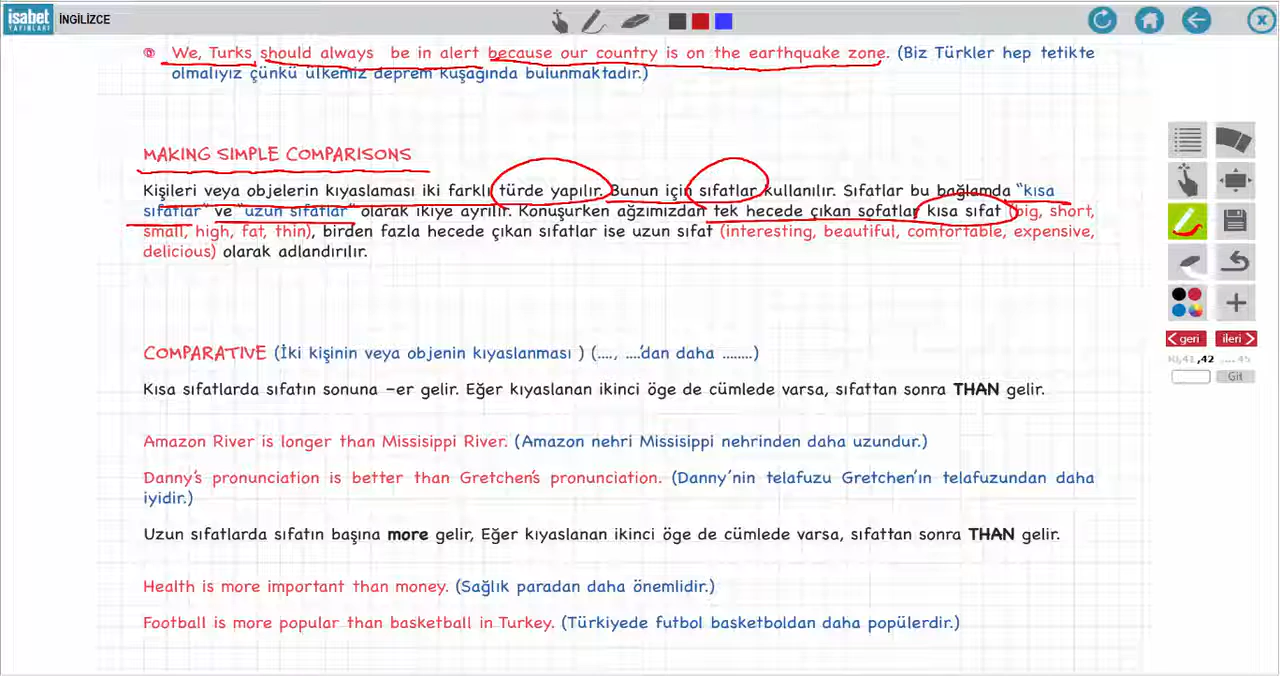 isabet
YAYINLARI
İNGİLİZCE
We, Turks should always be in alert because our country is on the earthquake zone. (Biz Türkler hep tetikte
olmalıyız çünkü ülkemiz deprem kuşağında bulunmaktadır.)
MAKING SIMPLE COMPARISONS
Kişileri veya objelerin kıyaslaması iki farklı türde yapılır. Bunun için sıfatlar kullanılır. Sıfatlar bu bağlamda “kısa
sıfatlar” ve “uzun sıfatlar” olarak ikiye ayrılır. Konuşurken ağzımızdan tek hecede çıkan sofatlar kısa sıfat (big, short,
small, high, fat, thin), birden fazla hecede çıkan sıfatlar ise uzun sıfat (interesting, beautiful, comfortable, expensive,
delicious) olarak adlandırılır.
COMPARATIVE (İki kişinin veya objenin kıyaslanması ) (...., ....’dan daha ........)
Kısa sıfatlarda sıfatın sonuna –er gelir. Eğer kıyaslanan ikinci öge de cümlede varsa, sıfattan sonra THAN gelir.
Amazon River is longer than Missisippi River. (Amazon nehri Missisippi nehrinden daha uzundur.)
Danny’s pronunciation is better than Gretchen’s pronunciation. (Danny’nin telafuzu Gretchen’ın telafuzundan daha
iyidir.)
Uzun sıfatlarda sıfatın başına more gelir, Eğer kıyaslanan ikinci öge de cümlede varsa, sıfattan sonra THAN gelir.
Health is more important than money. (Sağlık paradan daha önemlidir.)
Football is more popular than basketball in Turkey. (Türkiyede futbol basketboldan daha popülerdir.)
geri ileri
,42 .... 45
Git